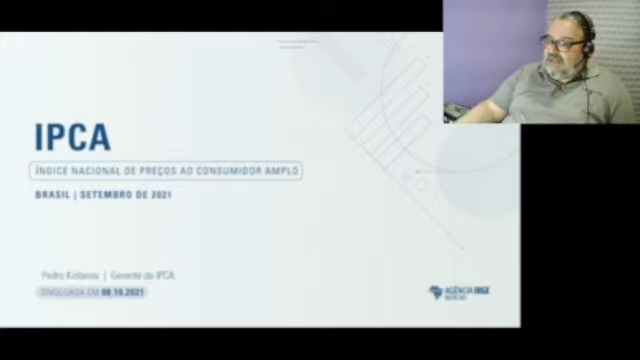 IPCA
ÍNDICE NACIONAL DE PREÇOS AO CONSUMIDOR AMPLO
BRASIL | SETEMBRO DE 2021
Pedro Kislanov | Gerente do IPCA
DIVULGADA EM 08.10.2021
AGÊNCIA IBGE
NOTÍCIAS